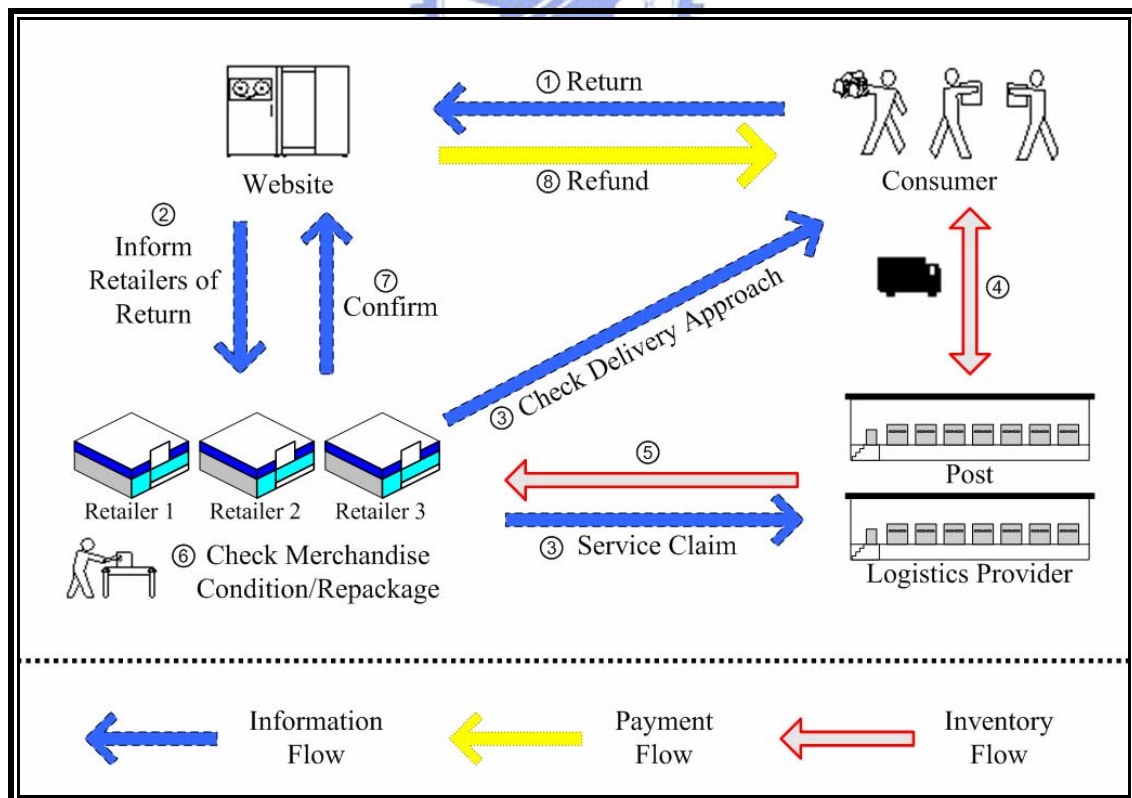 ① Return
⑧ Refund
Website
Consumer
②
Inform
Retailers of
Return
⑦
Confirm
④
③ Check Delivery Approach
Retailer 1
Retailer 2
Retailer 3
⑤
③ Service Claim
Post
Logistics Provider
⑥ Check Merchandise
Condition/Repackage
Information
Flow
Payment
Flow
Inventory
Flow